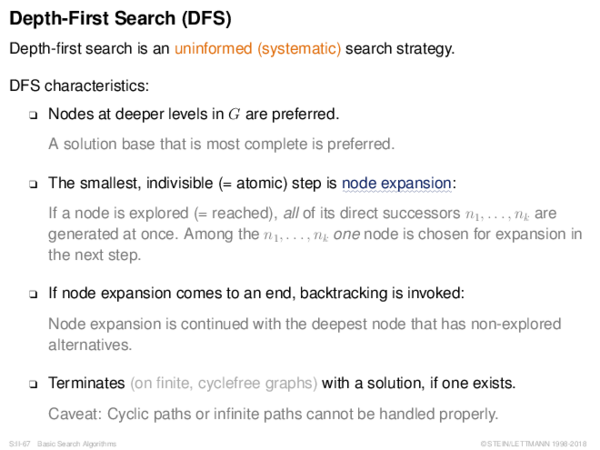 Depth-First Search (DFS)
Depth-first search is an uninformed (systematic) search strategy.
DFS characteristics:
❑ Nodes at deeper levels in G are preferred.
A solution base that is most complete is preferred.
❑ The smallest, indivisible (= atomic) step is node expansion:
If a node is explored (= reached), all of its direct successors n₁, . . . , nₖ are
generated at once. Among the n₁, . . . , nₖ one node is chosen for expansion in
the next step.
❑ If node expansion comes to an end, backtracking is invoked:
Node expansion is continued with the deepest node that has non-explored
alternatives.
❑ Terminates (on finite, cyclefree graphs) with a solution, if one exists.
Caveat: Cyclic paths or infinite paths cannot be handled properly.
S:II-67 Basic Search Algorithms © STEIN/LETTMANN 1998-2018